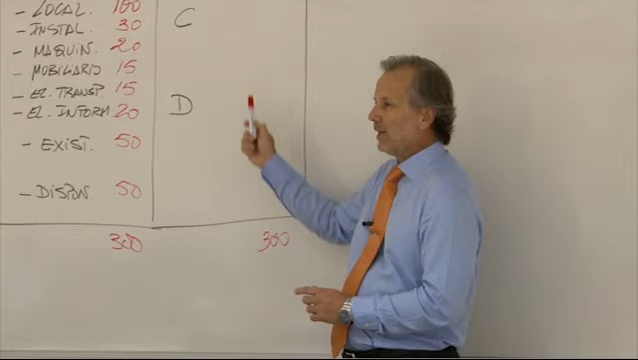 - LOCAL. 100
- INSTAL. 30
- MAQUIN. 20
- MOBILIARIO 15
- EL. TRANSP. 15
- EL. INFORM 20
- EXIST. 50
- DISPON. 50
300
C
D
300